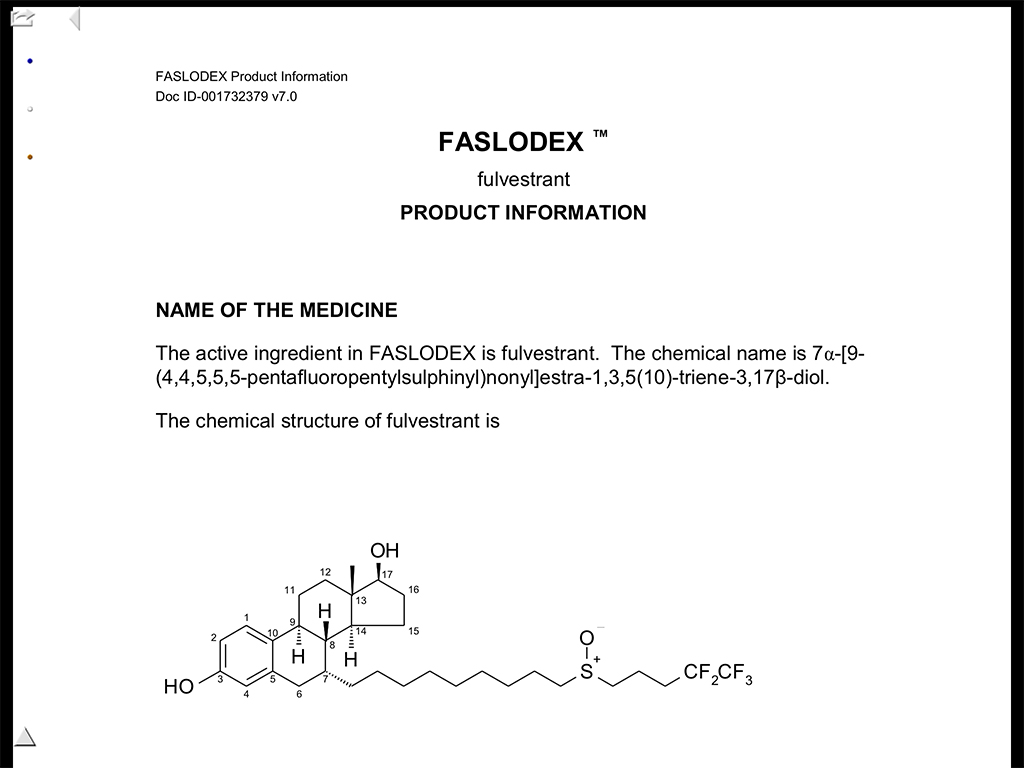 FASLODEX Product Information
Doc ID-001732379 v7.0
FASLODEX ™
fulvestrant
PRODUCT INFORMATION
NAME OF THE MEDICINE
The active ingredient in FASLODEX is fulvestrant.  The chemical name is 7α-[9-
(4,4,5,5,5-pentafluoropentylsulphinyl)nonyl]estra-1,3,5(10)-triene-3,17β-diol.
The chemical structure of fulvestrant is
OH
12 17
11 16
13
H
1 9 14 15
2 10 8
O⁻
H H
S⁺ CF₂CF₃
HO 3 5 7
4 6